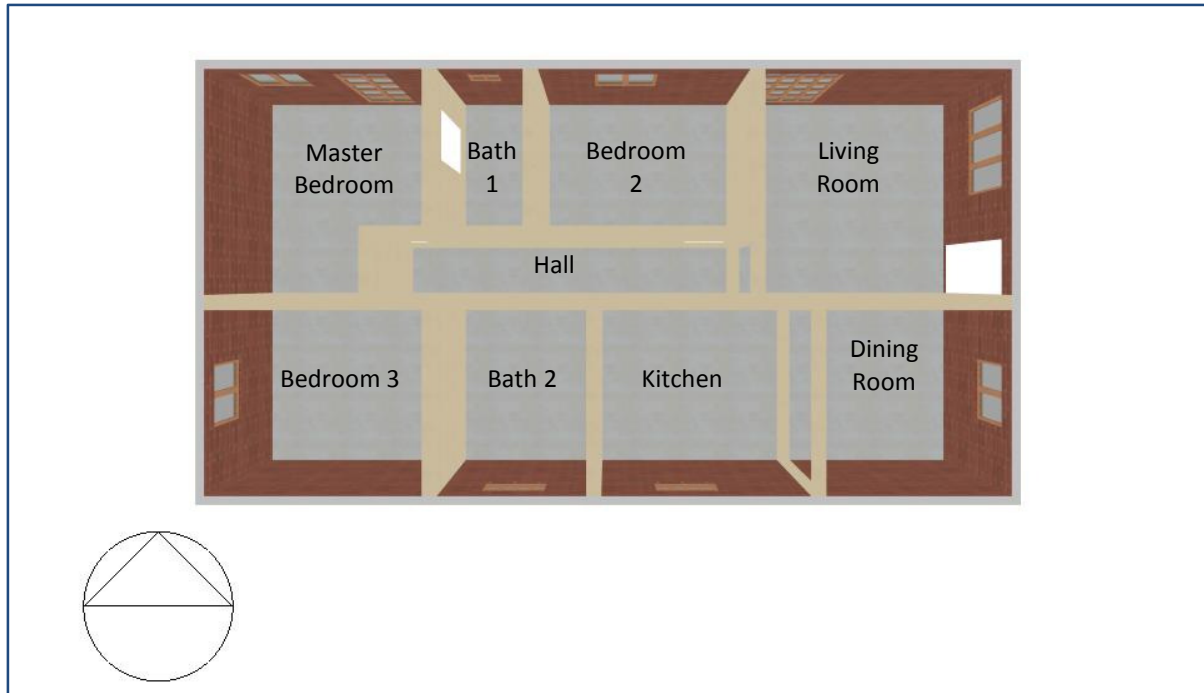 Master
Bedroom
Bath
1
Bedroom
2
Living
Room
Hall
Bedroom 3
Bath 2
Kitchen
Dining
Room